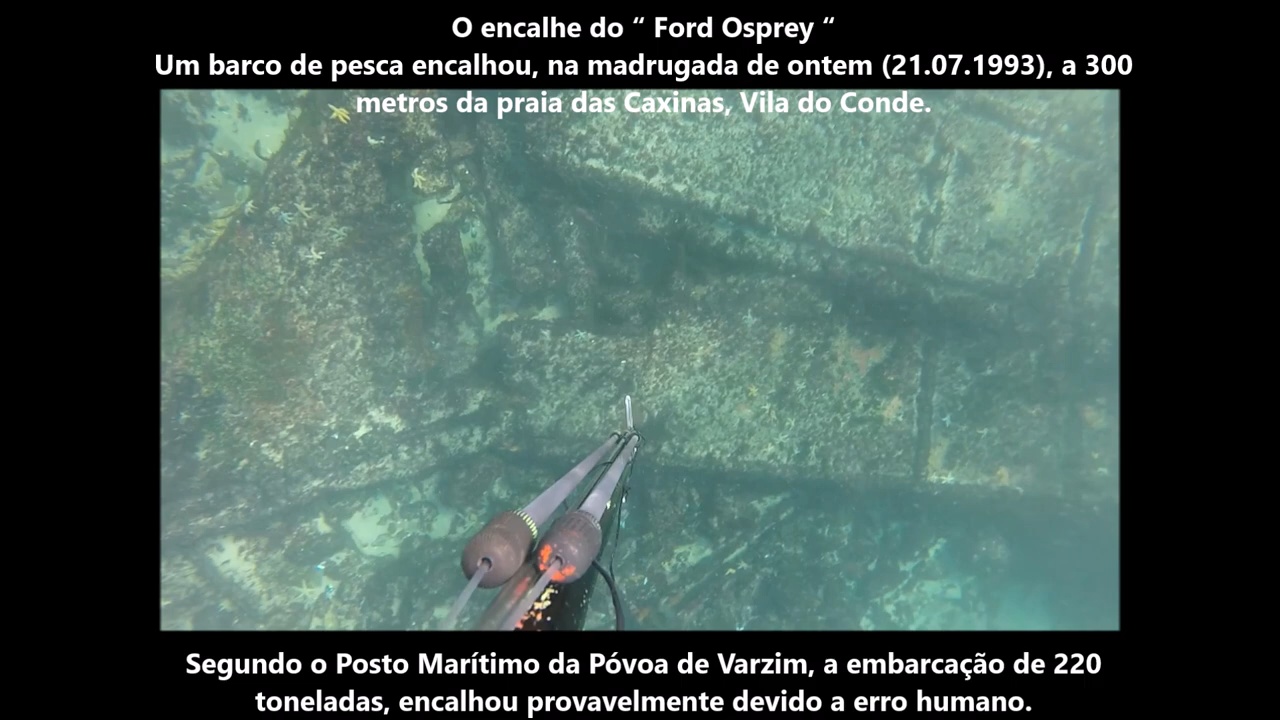 O encalhe do “ Ford Osprey “
Um barco de pesca encalhou, na madrugada de ontem (21.07.1993), a 300
metros da praia das Caxinas, Vila do Conde.
Segundo o Posto Marítimo da Póvoa de Varzim, a embarcação de 220
toneladas, encalhou provavelmente devido a erro humano.